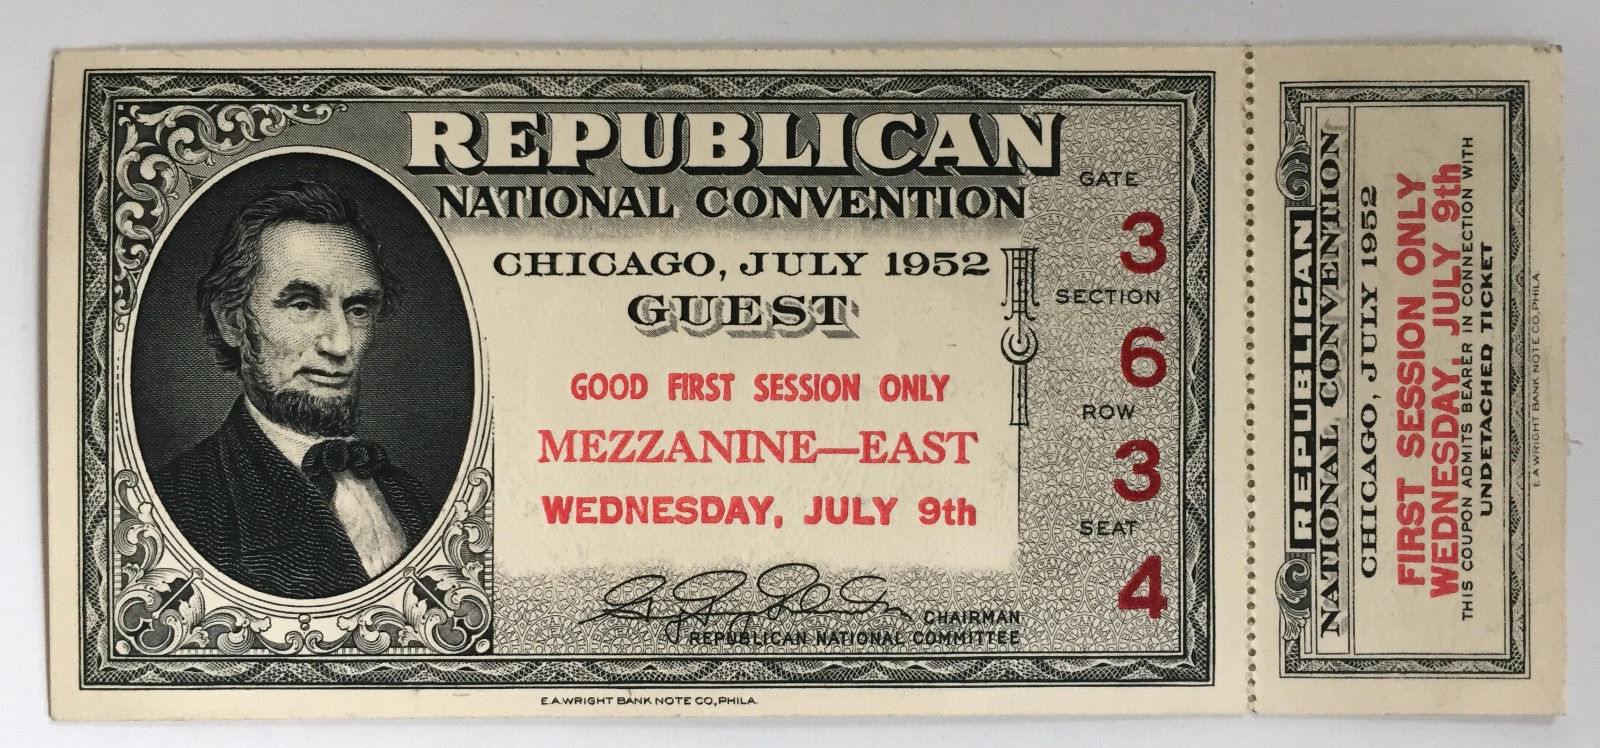 REPUBLICAN
NATIONAL CONVENTION
CHICAGO, JULY 1952
GUEST
GOOD FIRST SESSION ONLY
MEZZANINE—EAST
WEDNESDAY, JULY 9th
CHAIRMAN
REPUBLICAN NATIONAL COMMITTEE
GATE
3
SECTION
6
ROW
3
SEAT
4
E.A.WRIGHT BANK NOTE CO., PHILA.
REPUBLICAN
NATIONAL CONVENTION
CHICAGO, JULY 1952
FIRST SESSION ONLY
WEDNESDAY, JULY 9th
THIS COUPON ADMITS BEARER IN CONNECTION WITH
UNDETACHED TICKET
E.A.WRIGHT BANK NOTE CO., PHILA.